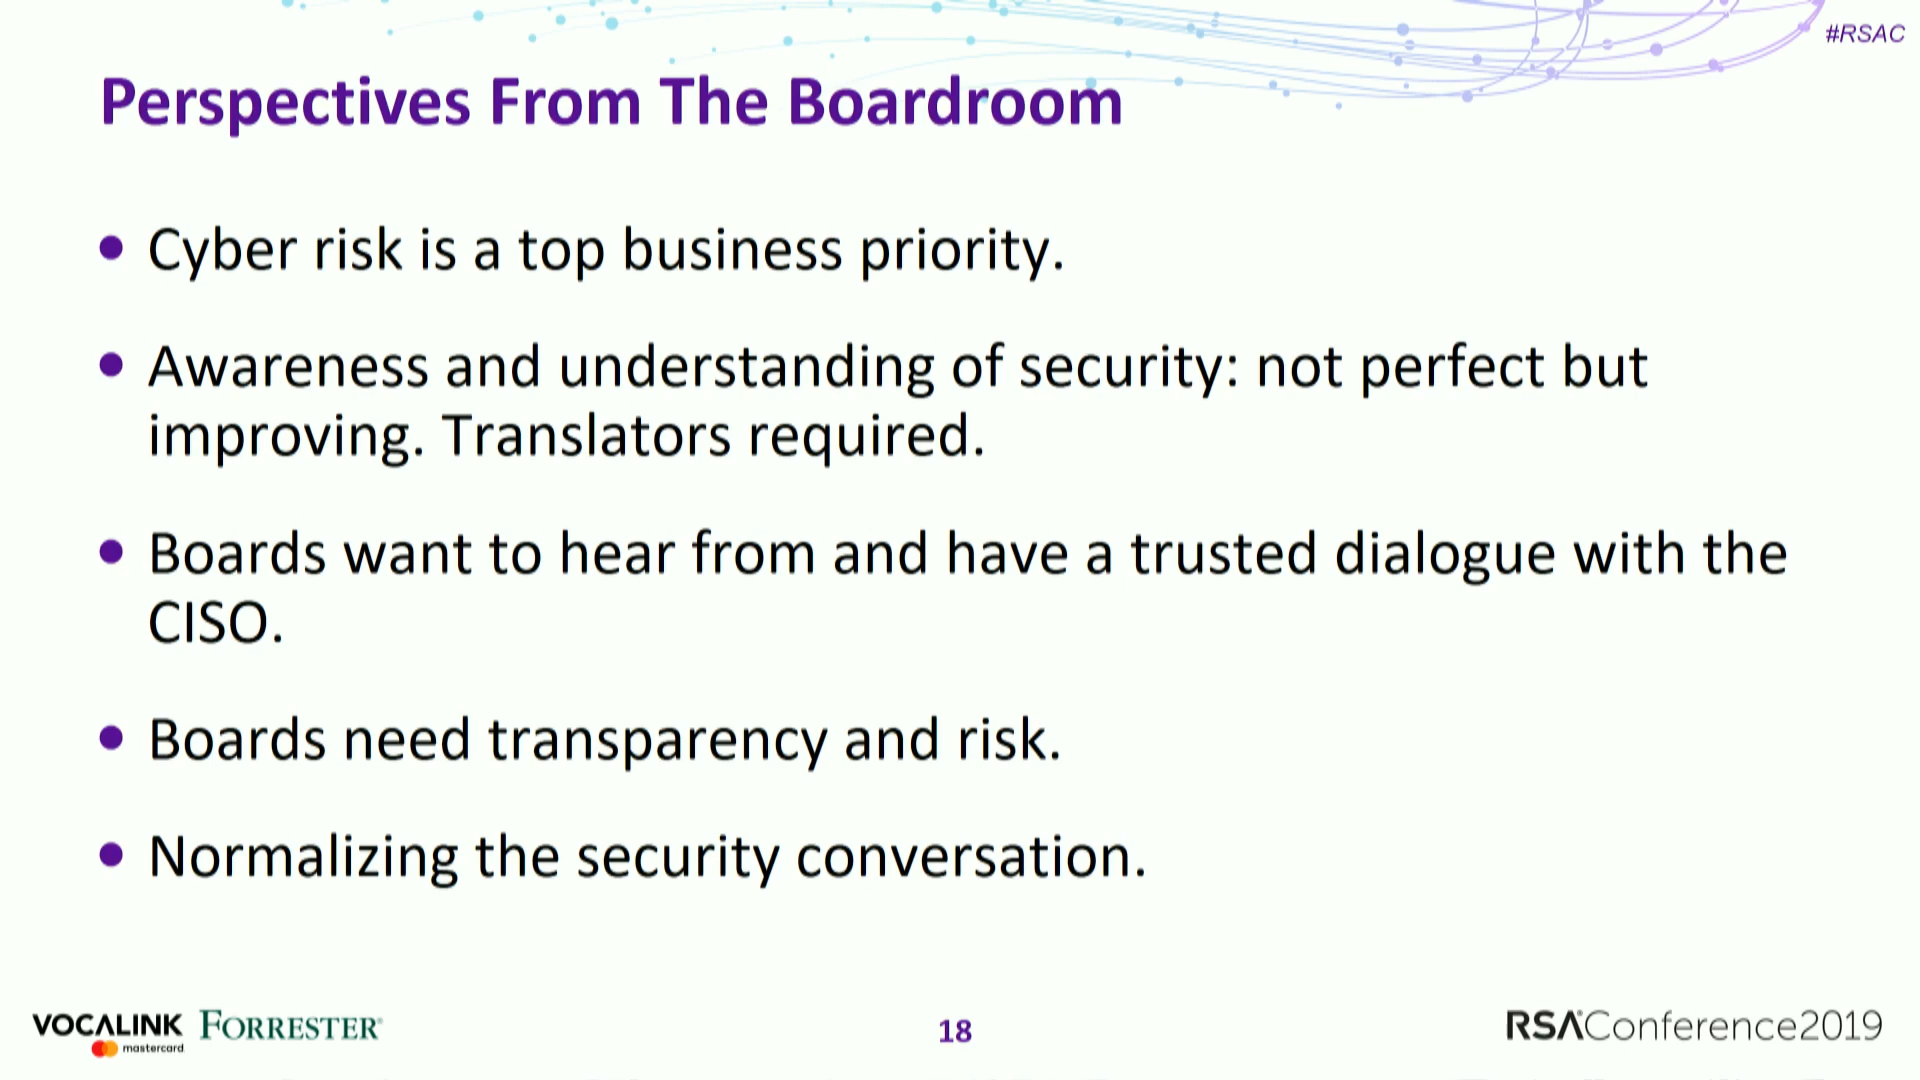 #RSAC
Perspectives From The Boardroom
• Cyber risk is a top business priority.
• Awareness and understanding of security: not perfect but
improving. Translators required.
• Boards want to hear from and have a trusted dialogue with the
CISO.
• Boards need transparency and risk.
• Normalizing the security conversation.
VOCALINK
mastercard
FORRESTER®
18
RSAConference2019